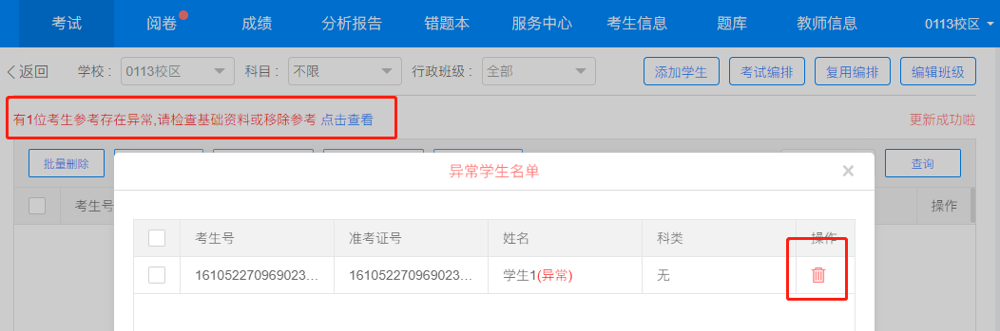 考试 阅卷 成绩 分析报告 错题本 服务中心 考生信息 题库 教师信息 0113校区
返回 学校 : 0113校区 科目 : 不限 行政班级 : 全部 添加学生 考试编排 复用编排 编辑班级
有1位考生参考存在异常,请检查基础资料或移除参考 点击查看 更新成功啦
批量删除 查询
异常学生名单 ×
考生号 操作
考生号 准考证号 姓名 科类 操作
161052270969023... 161052270969023... 学生1(异常) 无